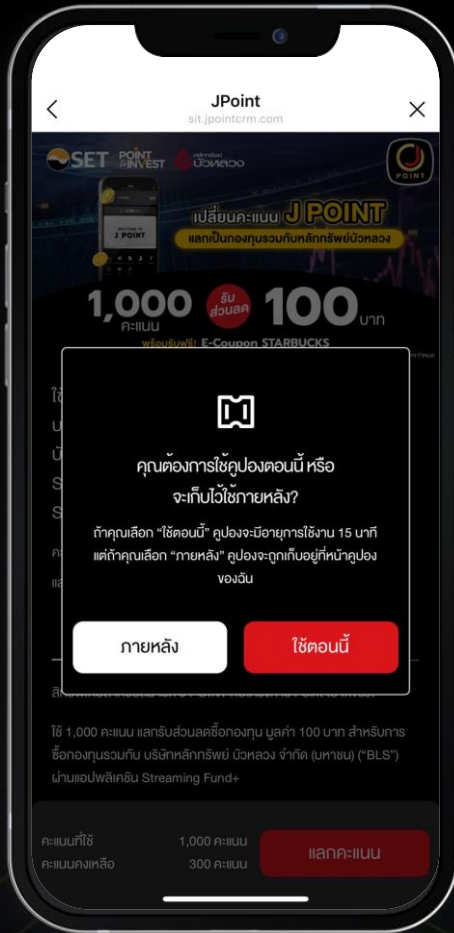 JPoint
sit.jpointcrm.com
SET POINT & INVEST หลักทรัพย์บัวหลวง
J POINT
WELCOME TO
J POINT
เปลี่ยนคะแนน J POINT
แลกเป็นกองทุนรวมกับหลักทรัพย์บัวหลวง
1,000 คะแนน รับส่วนลด 100 บาท
พร้อมรับฟรี! E-Coupon STARBUCKS
คุณต้องการใช้คูปองตอนนี้ หรือ
จะเก็บไว้ใช้ภายหลัง?
ถ้าคุณเลือก “ใช้ตอนนี้” คูปองจะมีอายุการใช้งาน 15 นาที
แต่ถ้าคุณเลือก “ภายหลัง” คูปองจะถูกเก็บอยู่ที่หน้าคูปอง
ของฉัน
ภายหลัง
ใช้ตอนนี้
ใช้ 1,000 คะแนน แลกรับส่วนลดซื้อกองทุน มูลค่า 100 บาท สำหรับการ
ซื้อกองทุนรวมกับ บริษัทหลักทรัพย์ บัวหลวง จำกัด (มหาชน) (“BLS”)
ผ่านแอปพลิเคชัน Streaming Fund+
คะแนนที่ใช้ 1,000 คะแนน
คะแนนคงเหลือ 300 คะแนน
แลกคะแนน